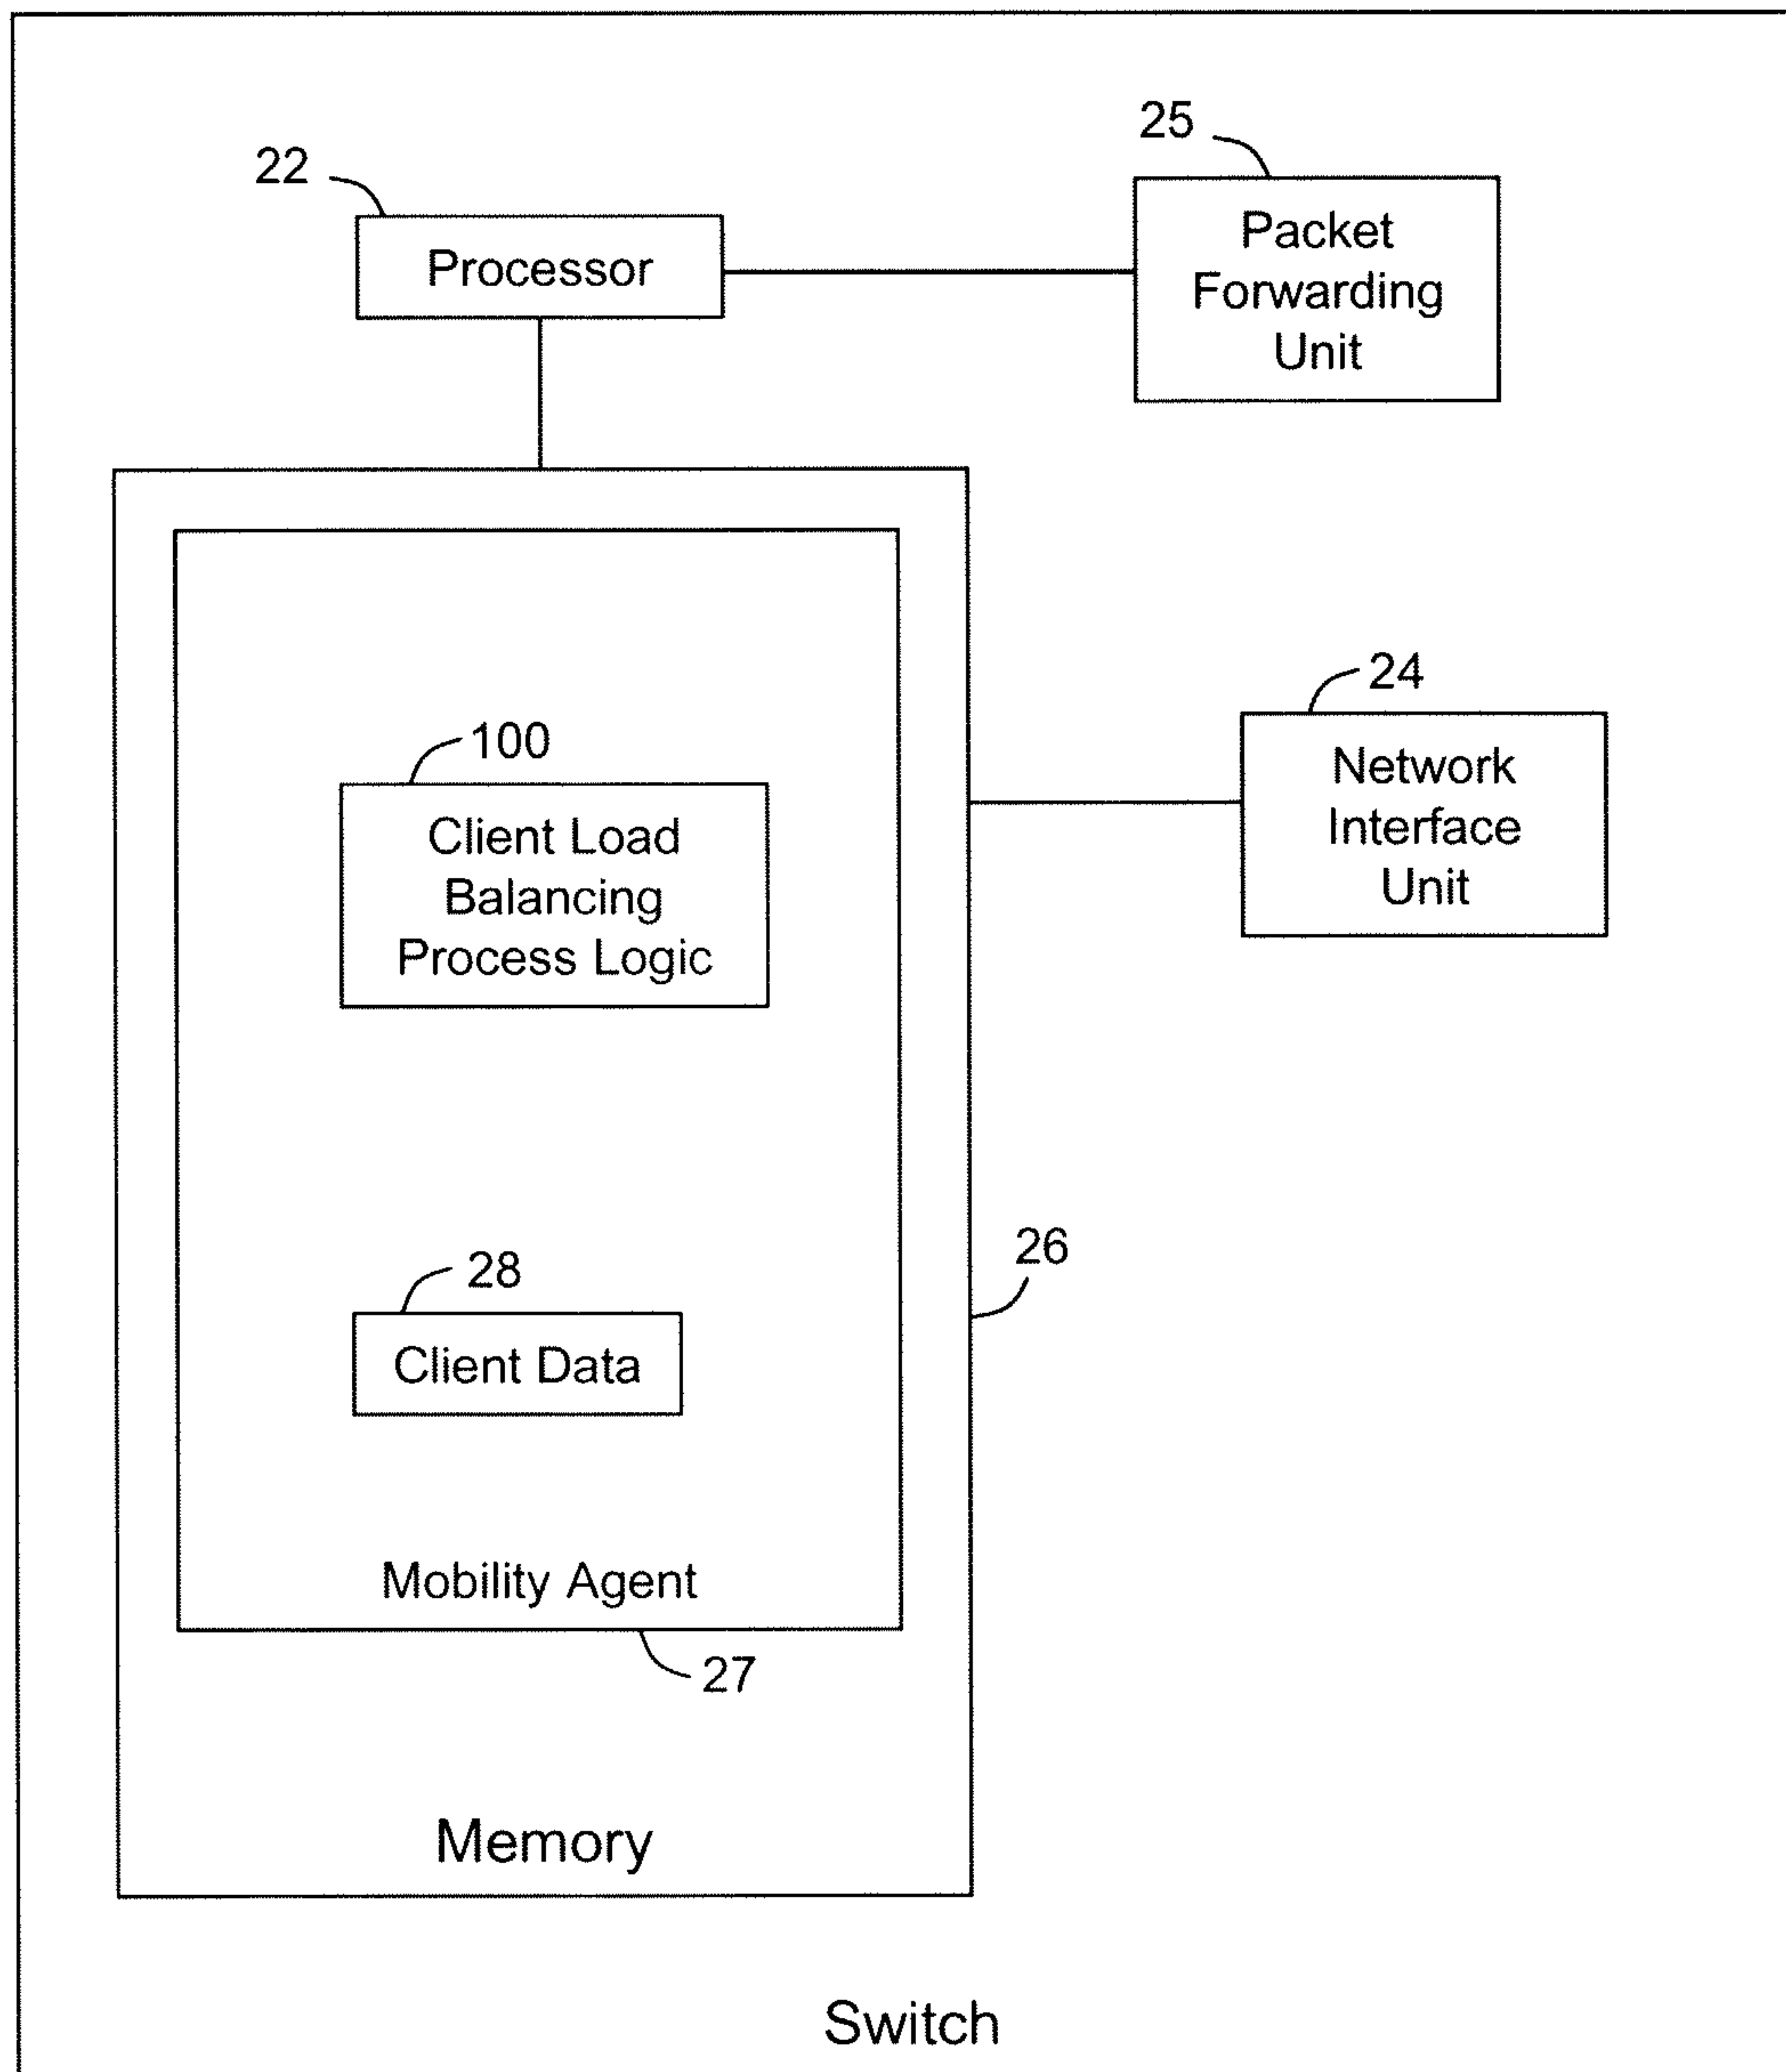 25
22
Packet
Forwarding
Unit
Processor
24
Network
Interface
Unit
100
Client Load
Balancing
Process Logic
26
28
Client Data
Mobility Agent
27
Memory
Switch